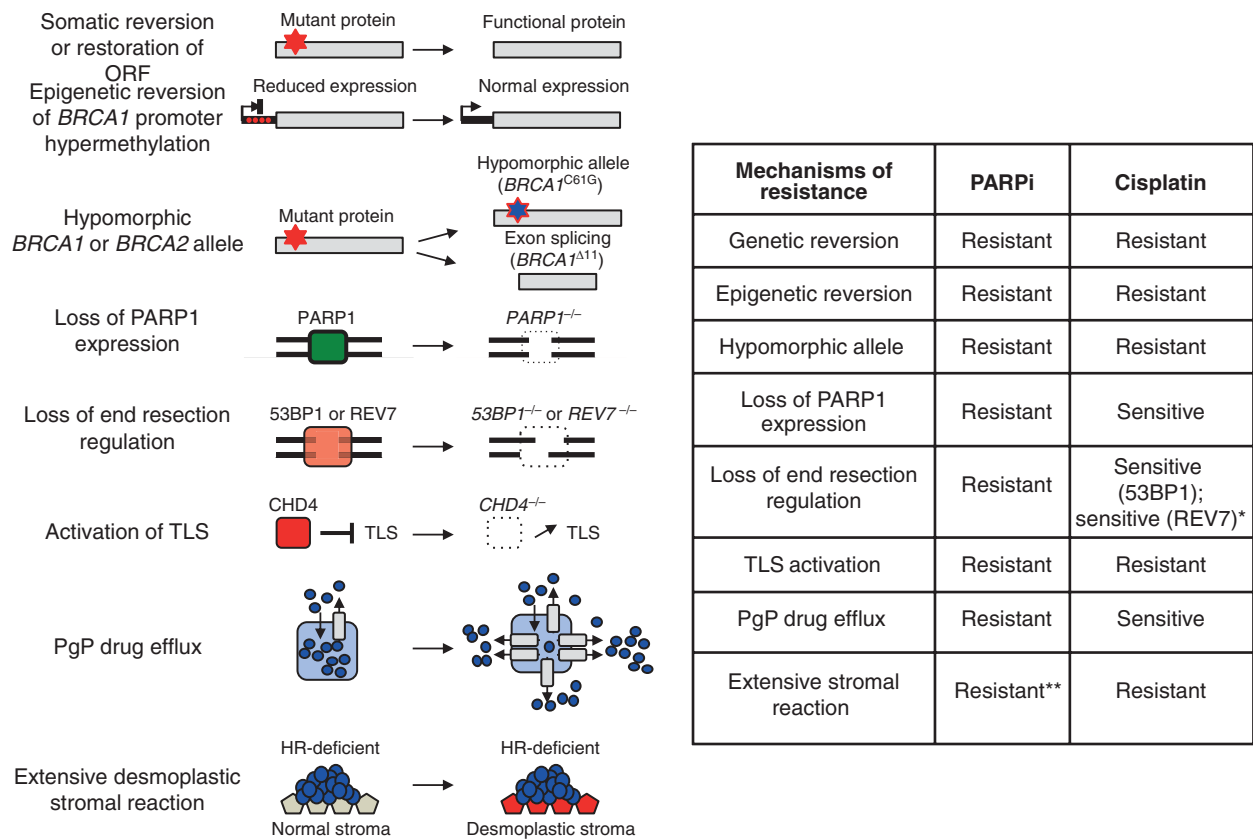 Somatic reversion
or restoration of
ORF
Mutant protein
Functional protein
Epigenetic reversion
of BRCA1 promoter
hypermethylation
Reduced expression
Normal expression
Hypomorphic
BRCA1 or BRCA2 allele
Mutant protein
Hypomorphic allele
(BRCA1C61G)
Exon splicing
(BRCA1Δ11)
Loss of PARP1
expression
PARP1
PARP1–/–
Loss of end resection
regulation
53BP1 or REV7
53BP1–/– or REV7 –/–
Activation of TLS
CHD4
TLS
CHD4–/–
TLS
PgP drug efflux
Extensive desmoplastic
stromal reaction
HR-deficient
Normal stroma
HR-deficient
Desmoplastic stroma
Mechanisms of
resistance
PARPi
Cisplatin
Genetic reversion
Resistant
Resistant
Epigenetic reversion
Resistant
Resistant
Hypomorphic allele
Resistant
Resistant
Loss of PARP1
expression
Resistant
Sensitive
Loss of end resection
regulation
Resistant
Sensitive
(53BP1);
sensitive (REV7)*
TLS activation
Resistant
Resistant
PgP drug efflux
Resistant
Sensitive
Extensive stromal
reaction
Resistant**
Resistant